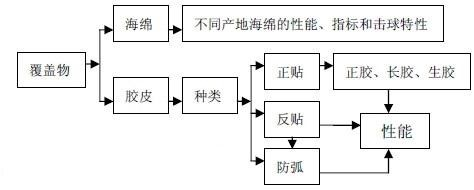 海绵
不同产地海绵的性能、指标和击球特性
覆盖物
正贴
正胶、长胶、生胶
胶皮
种类
反贴
性能
防弧